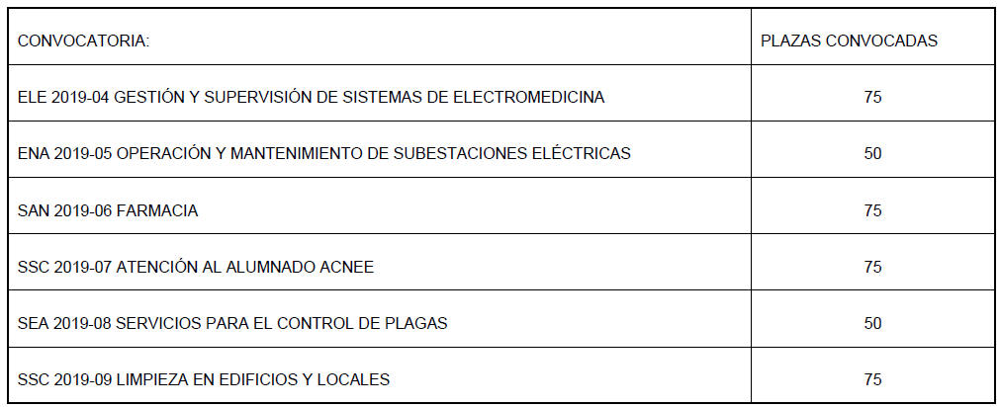 CONVOCATORIA: PLAZAS CONVOCADAS
ELE 2019-04 GESTIÓN Y SUPERVISIÓN DE SISTEMAS DE ELECTROMEDICINA 75
ENA 2019-05 OPERACIÓN Y MANTENIMIENTO DE SUBESTACIONES ELÉCTRICAS 50
SAN 2019-06 FARMACIA 75
SSC 2019-07 ATENCIÓN AL ALUMNADO ACNEE 75
SEA 2019-08 SERVICIOS PARA EL CONTROL DE PLAGAS 50
SSC 2019-09 LIMPIEZA EN EDIFICIOS Y LOCALES 75